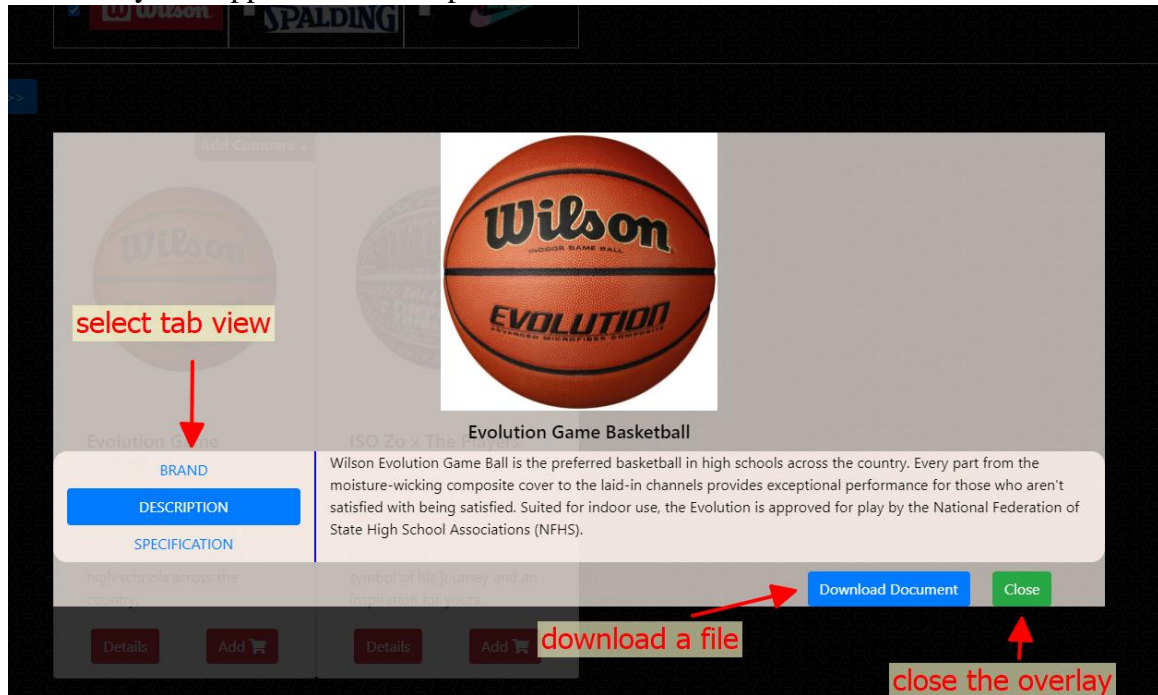 Wilson
SPALDING
>>
Add Compare +
Wilson
Wilson
INDOOR GAME BALL
EVOLUTION
ADVANCED MICROFIBER COMPOSITE
select tab view
Evolution Game Basketball
Evolution Game
ISO Zo x The Players
BRAND
DESCRIPTION
SPECIFICATION
Wilson Evolution Game Ball is the preferred basketball in high schools across the country. Every part from the
moisture-wicking composite cover to the laid-in channels provides exceptional performance for those who aren't
satisfied with being satisfied. Suited for indoor use, the Evolution is approved for play by the National Federation of
State High School Associations (NFHS).
high schools across the
country.
symbol of his journey and an
inspiration for yours.
Download Document
Close
Details
Add
Details
Add
download a file
close the overlay